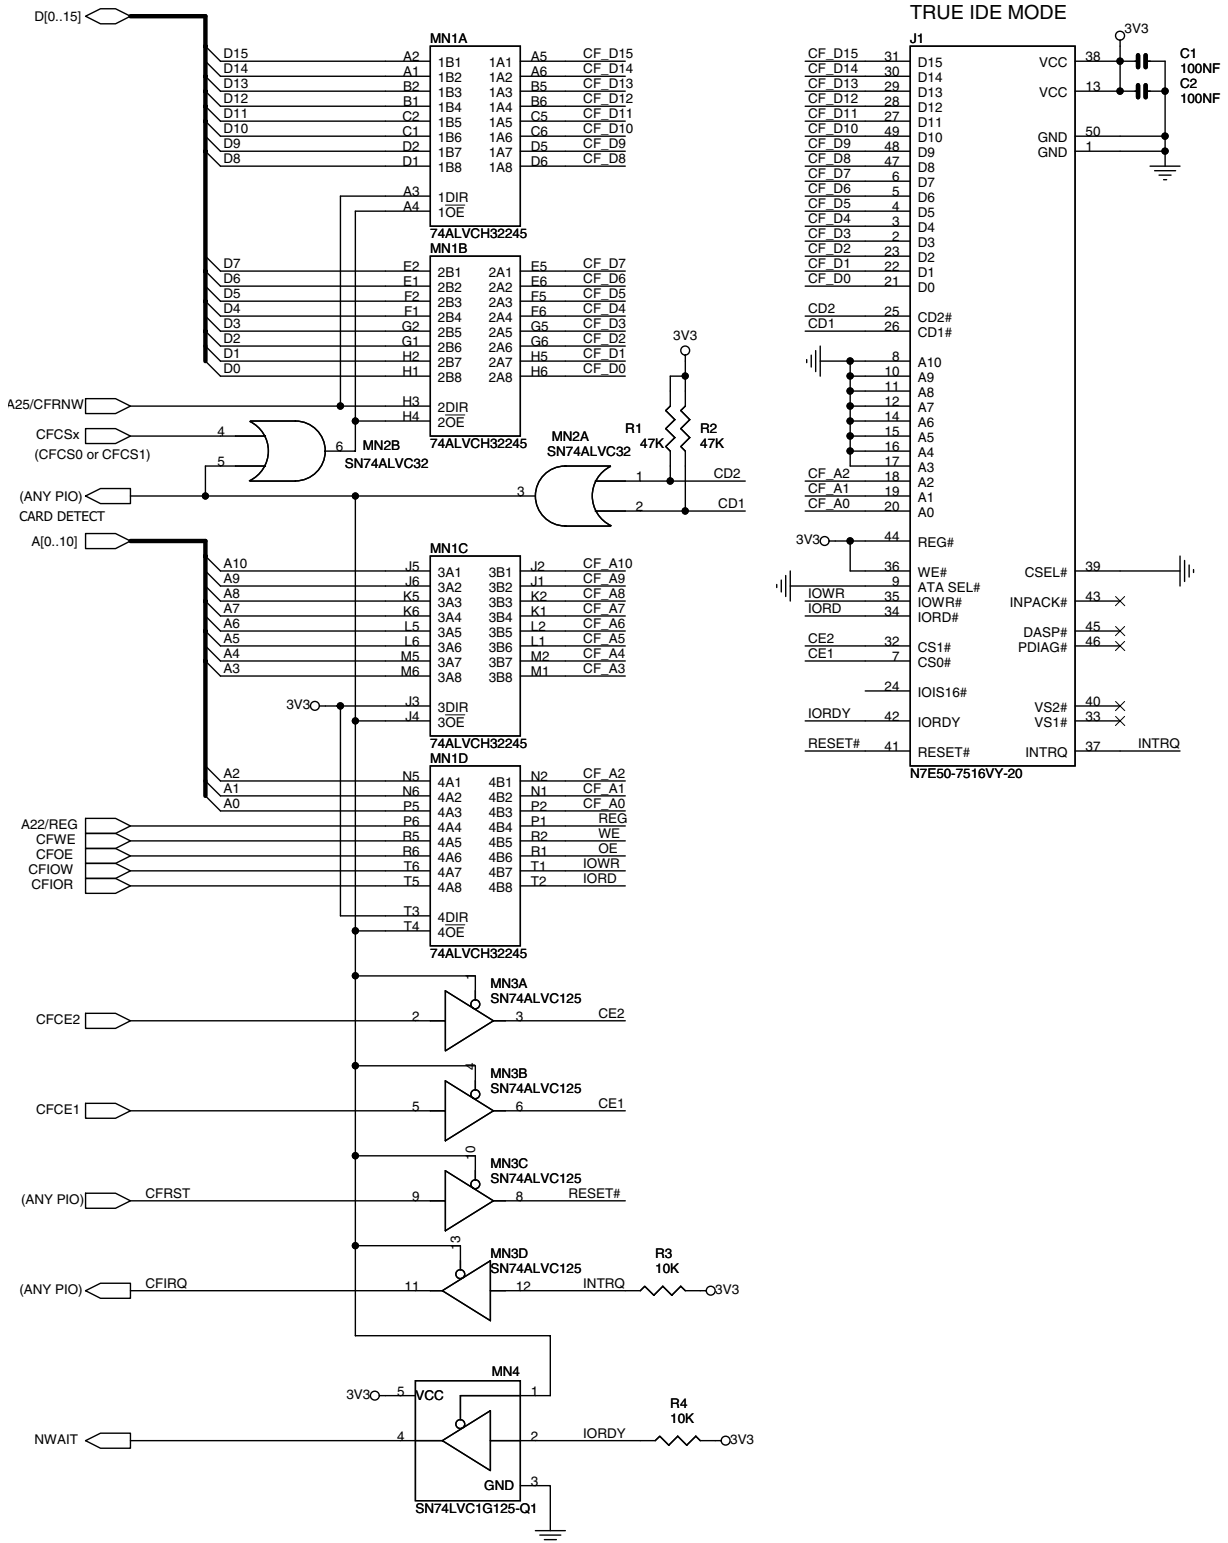 TRUE IDE MODE
D[0..15]
MN1A
D15 A2 1B1 1A1 A5 CF_D15
D14 A1 1B2 1A2 A6 CF_D14
D13 B2 1B3 1A3 B5 CF_D13
D12 B1 1B4 1A4 B6 CF_D12
D11 C2 1B5 1A5 C5 CF_D11
D10 C1 1B6 1A6 C6 CF_D10
D9 D2 1B7 1A7 D5 CF_D9
D8 D1 1B8 1A8 D6 CF_D8
A3 1DIR
A4 1OE
74ALVCH32245
MN1B
D7 E2 2B1 2A1 E5 CF_D7
D6 E1 2B2 2A2 E6 CF_D6
D5 F2 2B3 2A3 F5 CF_D5
D4 F1 2B4 2A4 F6 CF_D4
D3 G2 2B5 2A5 G5 CF_D3
D2 G1 2B6 2A6 G6 CF_D2
D1 H2 2B7 2A7 H5 CF_D1
D0 H1 2B8 2A8 H6 CF_D0
A25/CFRNW H3 2DIR
H4 2OE
74ALVCH32245
CFCSx 4
(CFCS0 or CFCS1)
5
6 MN2B
SN74ALVC32
3V3
R1
47K
R2
47K
MN2A
SN74ALVC32
1 CD2
2 CD1
3
(ANY PIO)
CARD DETECT
A[0..10]
MN1C
A10 J5 3A1 3B1 J2 CF_A10
A9 J6 3A2 3B2 J1 CF_A9
A8 K5 3A3 3B3 K2 CF_A8
A7 K6 3A4 3B4 K1 CF_A7
A6 L5 3A5 3B5 L2 CF_A6
A5 L6 3A6 3B6 L1 CF_A5
A4 M5 3A7 3B7 M2 CF_A4
A3 M6 3A8 3B8 M1 CF_A3
3V3 J3 3DIR
J4 3OE
74ALVCH32245
MN1D
A2 N5 4A1 4B1 N2 CF_A2
A1 N6 4A2 4B2 N1 CF_A1
A0 P5 4A3 4B3 P2 CF_A0
A22/REG P6 4A4 4B4 P1 REG
CFWE R5 4A5 4B5 R2 WE
CFOE R6 4A6 4B6 R1 OE
CFIOW T6 4A7 4B7 T1 IOWR
CFIOR T5 4A8 4B8 T2 IORD
T3 4DIR
T4 4OE
74ALVCH32245
1 MN3A
SN74ALVC125
CFCE2 2 3 CE2
4 MN3B
SN74ALVC125
CFCE1 5 6 CE1
10 MN3C
SN74ALVC125
(ANY PIO) CFRST 9 8 RESET#
13 MN3D
SN74ALVC125
(ANY PIO) CFIRQ 11 12 INTRQ
R3
10K
3V3
MN4
3V3 5 VCC 1
NWAIT 4 2 IORDY
R4
10K
3V3
GND 3
SN74LVC1G125-Q1
J1
3V3
C1
100NF
C2
100NF
CF_D15 31 D15 VCC 38
CF_D14 30 D14
CF_D13 29 D13 VCC 13
CF_D12 28 D12
CF_D11 27 D11
CF_D10 49 D10 GND 50
CF_D9 48 D9 GND 1
CF_D8 47 D8
CF_D7 6 D7
CF_D6 5 D6
CF_D5 4 D5
CF_D4 3 D4
CF_D3 2 D3
CF_D2 23 D2
CF_D1 22 D1
CF_D0 21 D0
CD2 25 CD2#
CD1 26 CD1#
8 A10
10 A9
11 A8
12 A7
14 A6
15 A5
16 A4
17 A3
CF_A2 18 A2
CF_A1 19 A1
CF_A0 20 A0
3V3 44 REG#
36 WE# CSEL# 39
9 ATA SEL#
IOWR 35 IOWR# INPACK# 43
IORD 34 IORD#
DASP# 45
CE2 32 CS1# PDIAG# 46
CE1 7 CS0#
24 IOIS16#
VS2# 40
IORDY 42 IORDY VS1# 33
RESET# 41 RESET# INTRQ 37 INTRQ
N7E50-7516VY-20